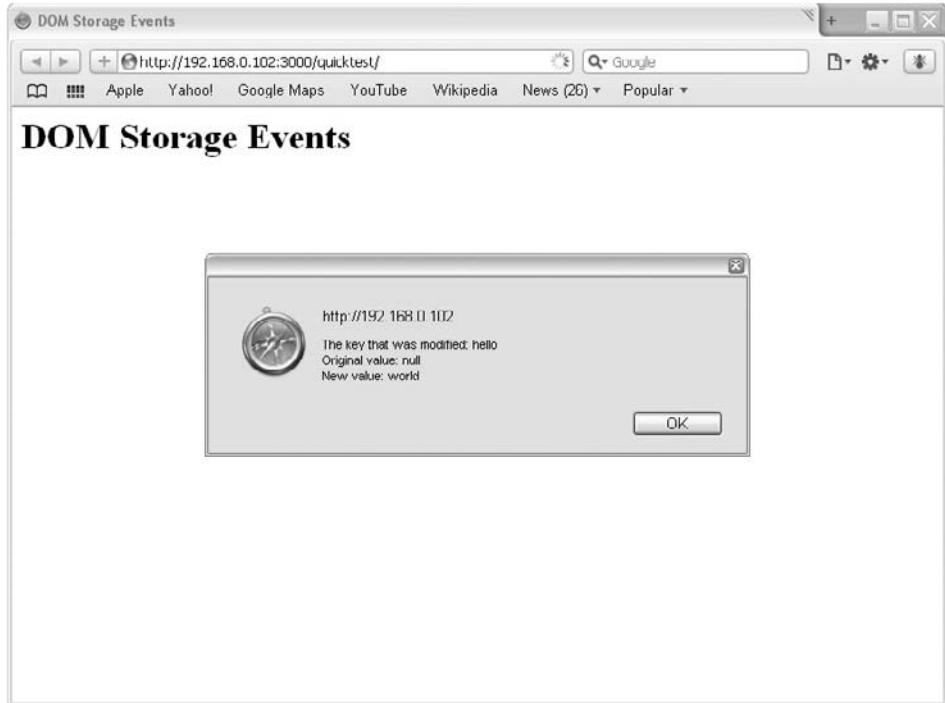 DOM Storage Events
http://192.168.0.102:3000/quicktest/
Google
Apple Yahoo! Google Maps YouTube Wikipedia News (26) Popular
DOM Storage Events
http://192.168.0.102
The key that was modified: hello
Original value: null
New value: world
OK